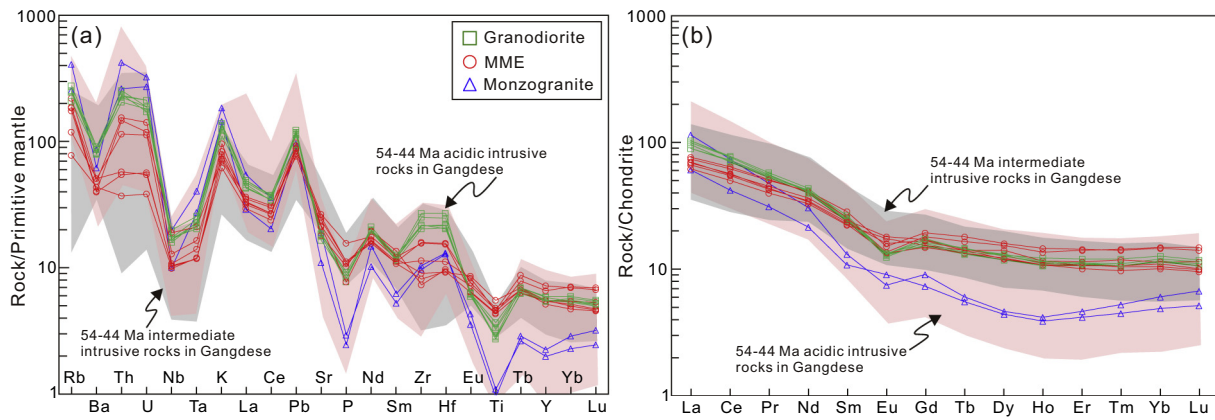 (a)
Granodiorite
MME
Monzogranite
54-44 Ma acidic intrusive
rocks in Gangdese
54-44 Ma intermediate
intrusive rocks in Gangdese
Rock/Primitive mantle
1000
100
10
1
Rb Th Nb K Ce Sr Nd Zr Eu Tb Yb
Ba U Ta La Pb P Sm Hf Ti Y Lu
(b)
54-44 Ma intermediate
intrusive rocks in Gangdese
54-44 Ma acidic intrusive
rocks in Gangdese
Rock/Chondrite
1000
100
10
1
La Ce Pr Nd Sm Eu Gd Tb Dy Ho Er Tm Yb Lu